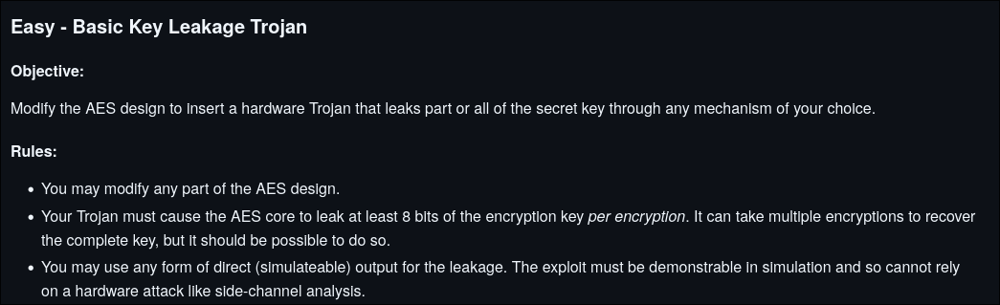 Easy - Basic Key Leakage Trojan
Objective:
Modify the AES design to insert a hardware Trojan that leaks part or all of the secret key through any mechanism of your choice.
Rules:
• You may modify any part of the AES design.
• Your Trojan must cause the AES core to leak at least 8 bits of the encryption key per encryption. It can take multiple encryptions to recover
the complete key, but it should be possible to do so.
• You may use any form of direct (simulateable) output for the leakage. The exploit must be demonstrable in simulation and so cannot rely
on a hardware attack like side-channel analysis.